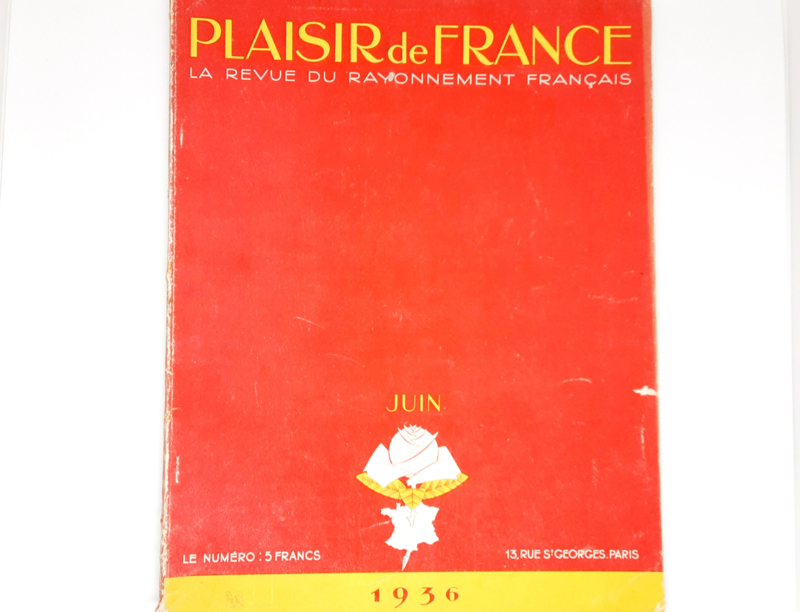 PLAISIR de FRANCE
LA REVUE DU RAYONNEMENT FRANÇAIS
JUIN
LE NUMÉRO : 5 FRANCS
13, RUE ST GEORGES. PARIS
1936